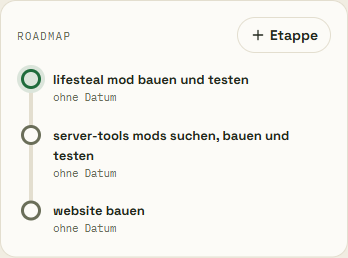 ROADMAP
+ Etappe
lifesteal mod bauen und testen
ohne Datum
server-tools mods suchen, bauen und
testen
ohne Datum
website bauen
ohne Datum